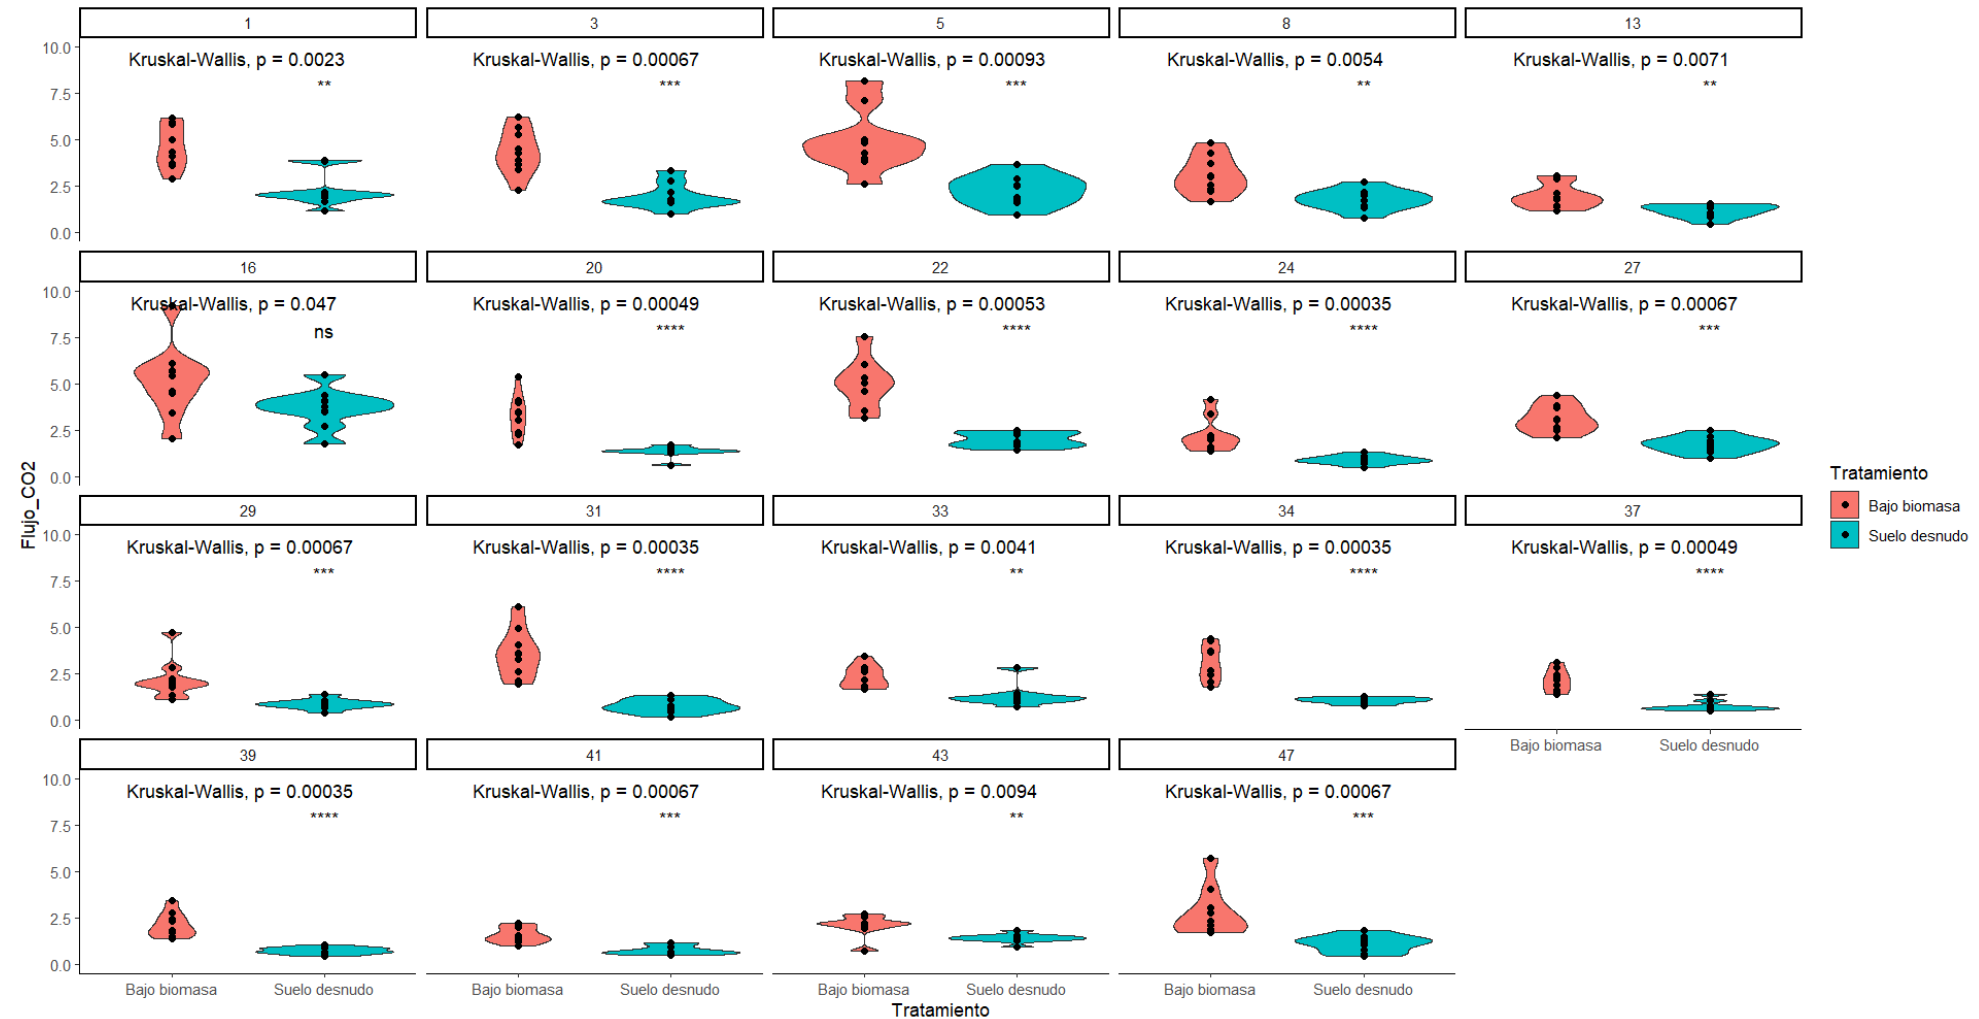 1 3 5 8 13
Kruskal-Wallis, p = 0.0023 Kruskal-Wallis, p = 0.00067 Kruskal-Wallis, p = 0.00093 Kruskal-Wallis, p = 0.0054 Kruskal-Wallis, p = 0.0071
** *** *** ** **
10.0
7.5
5.0
2.5
0.0
16 20 22 24 27
Kruskal-Wallis, p = 0.047 Kruskal-Wallis, p = 0.00049 Kruskal-Wallis, p = 0.00053 Kruskal-Wallis, p = 0.00035 Kruskal-Wallis, p = 0.00067
ns **** **** **** ***
10.0
7.5
5.0
2.5
0.0
29 31 33 34 37
Kruskal-Wallis, p = 0.00067 Kruskal-Wallis, p = 0.00035 Kruskal-Wallis, p = 0.0041 Kruskal-Wallis, p = 0.00035 Kruskal-Wallis, p = 0.00049
*** **** ** **** ****
10.0
7.5
5.0
2.5
0.0
Bajo biomasa Suelo desnudo
39 41 43 47
Kruskal-Wallis, p = 0.00035 Kruskal-Wallis, p = 0.00067 Kruskal-Wallis, p = 0.0094 Kruskal-Wallis, p = 0.00067
**** *** ** ***
10.0
7.5
5.0
2.5
0.0
Bajo biomasa Suelo desnudo Bajo biomasa Suelo desnudo Bajo biomasa Suelo desnudo Bajo biomasa Suelo desnudo
Tratamiento
Flujo_CO2
Tratamiento
Bajo biomasa
Suelo desnudo